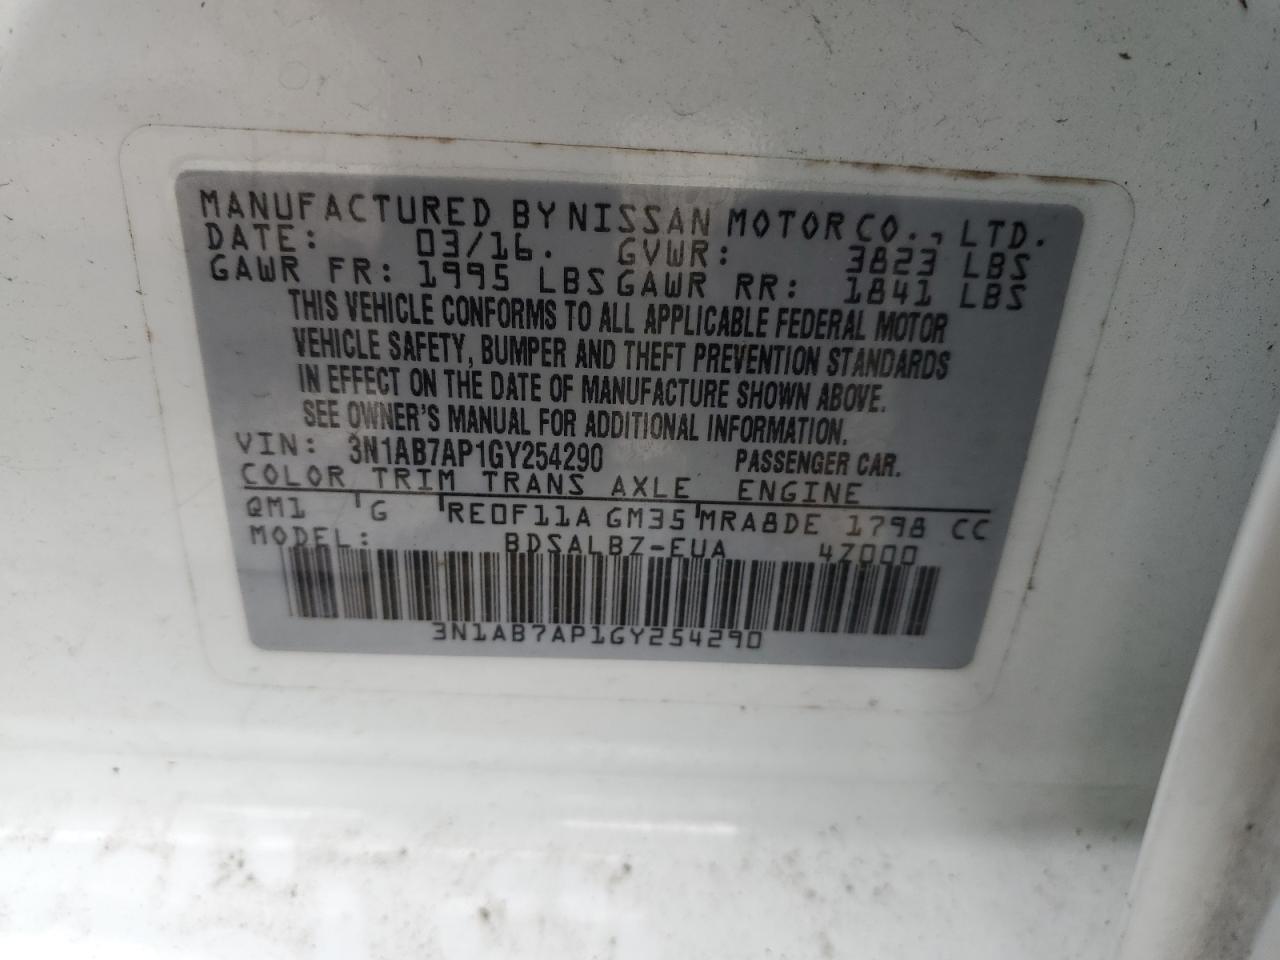 MANUFACTURED BY NISSAN MOTOR CO., LTD.
DATE: 03/16. GVWR: 3823 LBS
GAWR FR: 1995 LBS GAWR RR: 1841 LBS
THIS VEHICLE CONFORMS TO ALL APPLICABLE FEDERAL MOTOR
VEHICLE SAFETY, BUMPER AND THEFT PREVENTION STANDARDS
IN EFFECT ON THE DATE OF MANUFACTURE SHOWN ABOVE.
SEE OWNER'S MANUAL FOR ADDITIONAL INFORMATION.
VIN: 3N1AB7AP1GY254290 PASSENGER CAR.
COLOR TRIM TRANS AXLE ENGINE
QM1 G RE0F11A GM35 MRA8DE 1798 CC
MODEL: BDSALBZ-EUA 4Z000
3N1AB7AP1GY254290